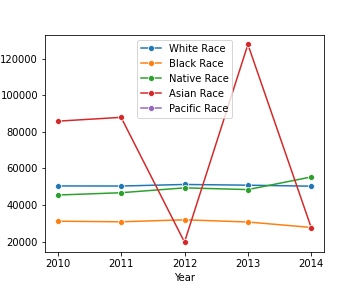 White Race
Black Race
Native Race
Asian Race
Pacific Race
120000
100000
80000
60000
40000
20000
2010 2011 2012 2013 2014
Year